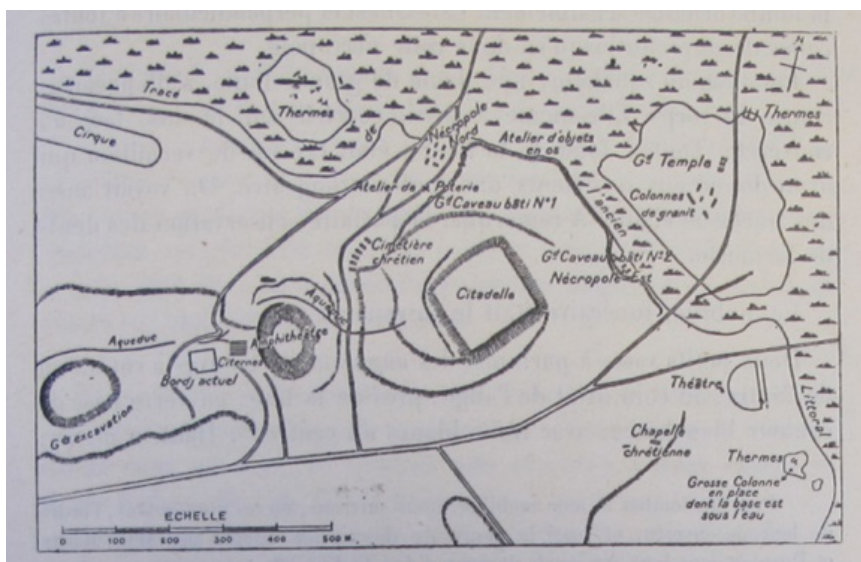 N
Tracé
de
l'ancien
Littoral
Thermes
Cirque
Nécropole
Nord
Atelier d'objets
en os
Thermes
Gd Temple
Colonnes
de granit
Atelier de Poterie
Gd Caveau bâti N°1
Cimetière
chrétien
Gd Caveau bâti N°2
Nécropole Est
Citadelle
Aqueduc
Aqueduc
Amphithéâtre
Citernes
Bordj actuel
Gde excavation
Théâtre
Chapelle
chrétienne
Thermes
Grosse Colonne
en place
dont la base est
sous l'eau
ECHELLE
0 100 200 300 400 500 M.